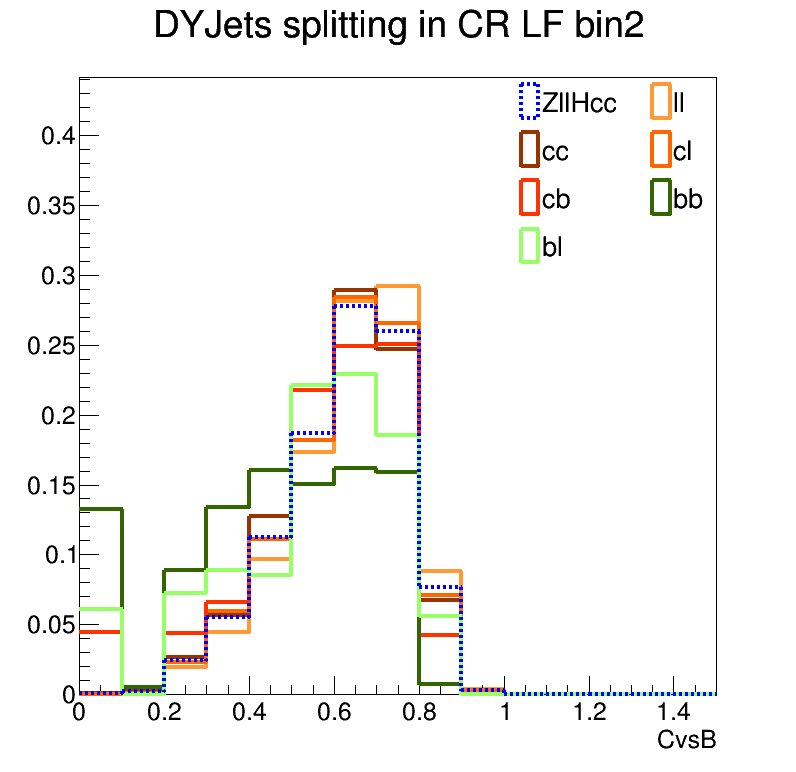 DYJets splitting in CR LF bin2
ZllHcc
ll
cc
cl
cb
bb
bl
0.4
0.35
0.3
0.25
0.2
0.15
0.1
0.05
0
0 0.2 0.4 0.6 0.8 1 1.2 1.4
CvsB